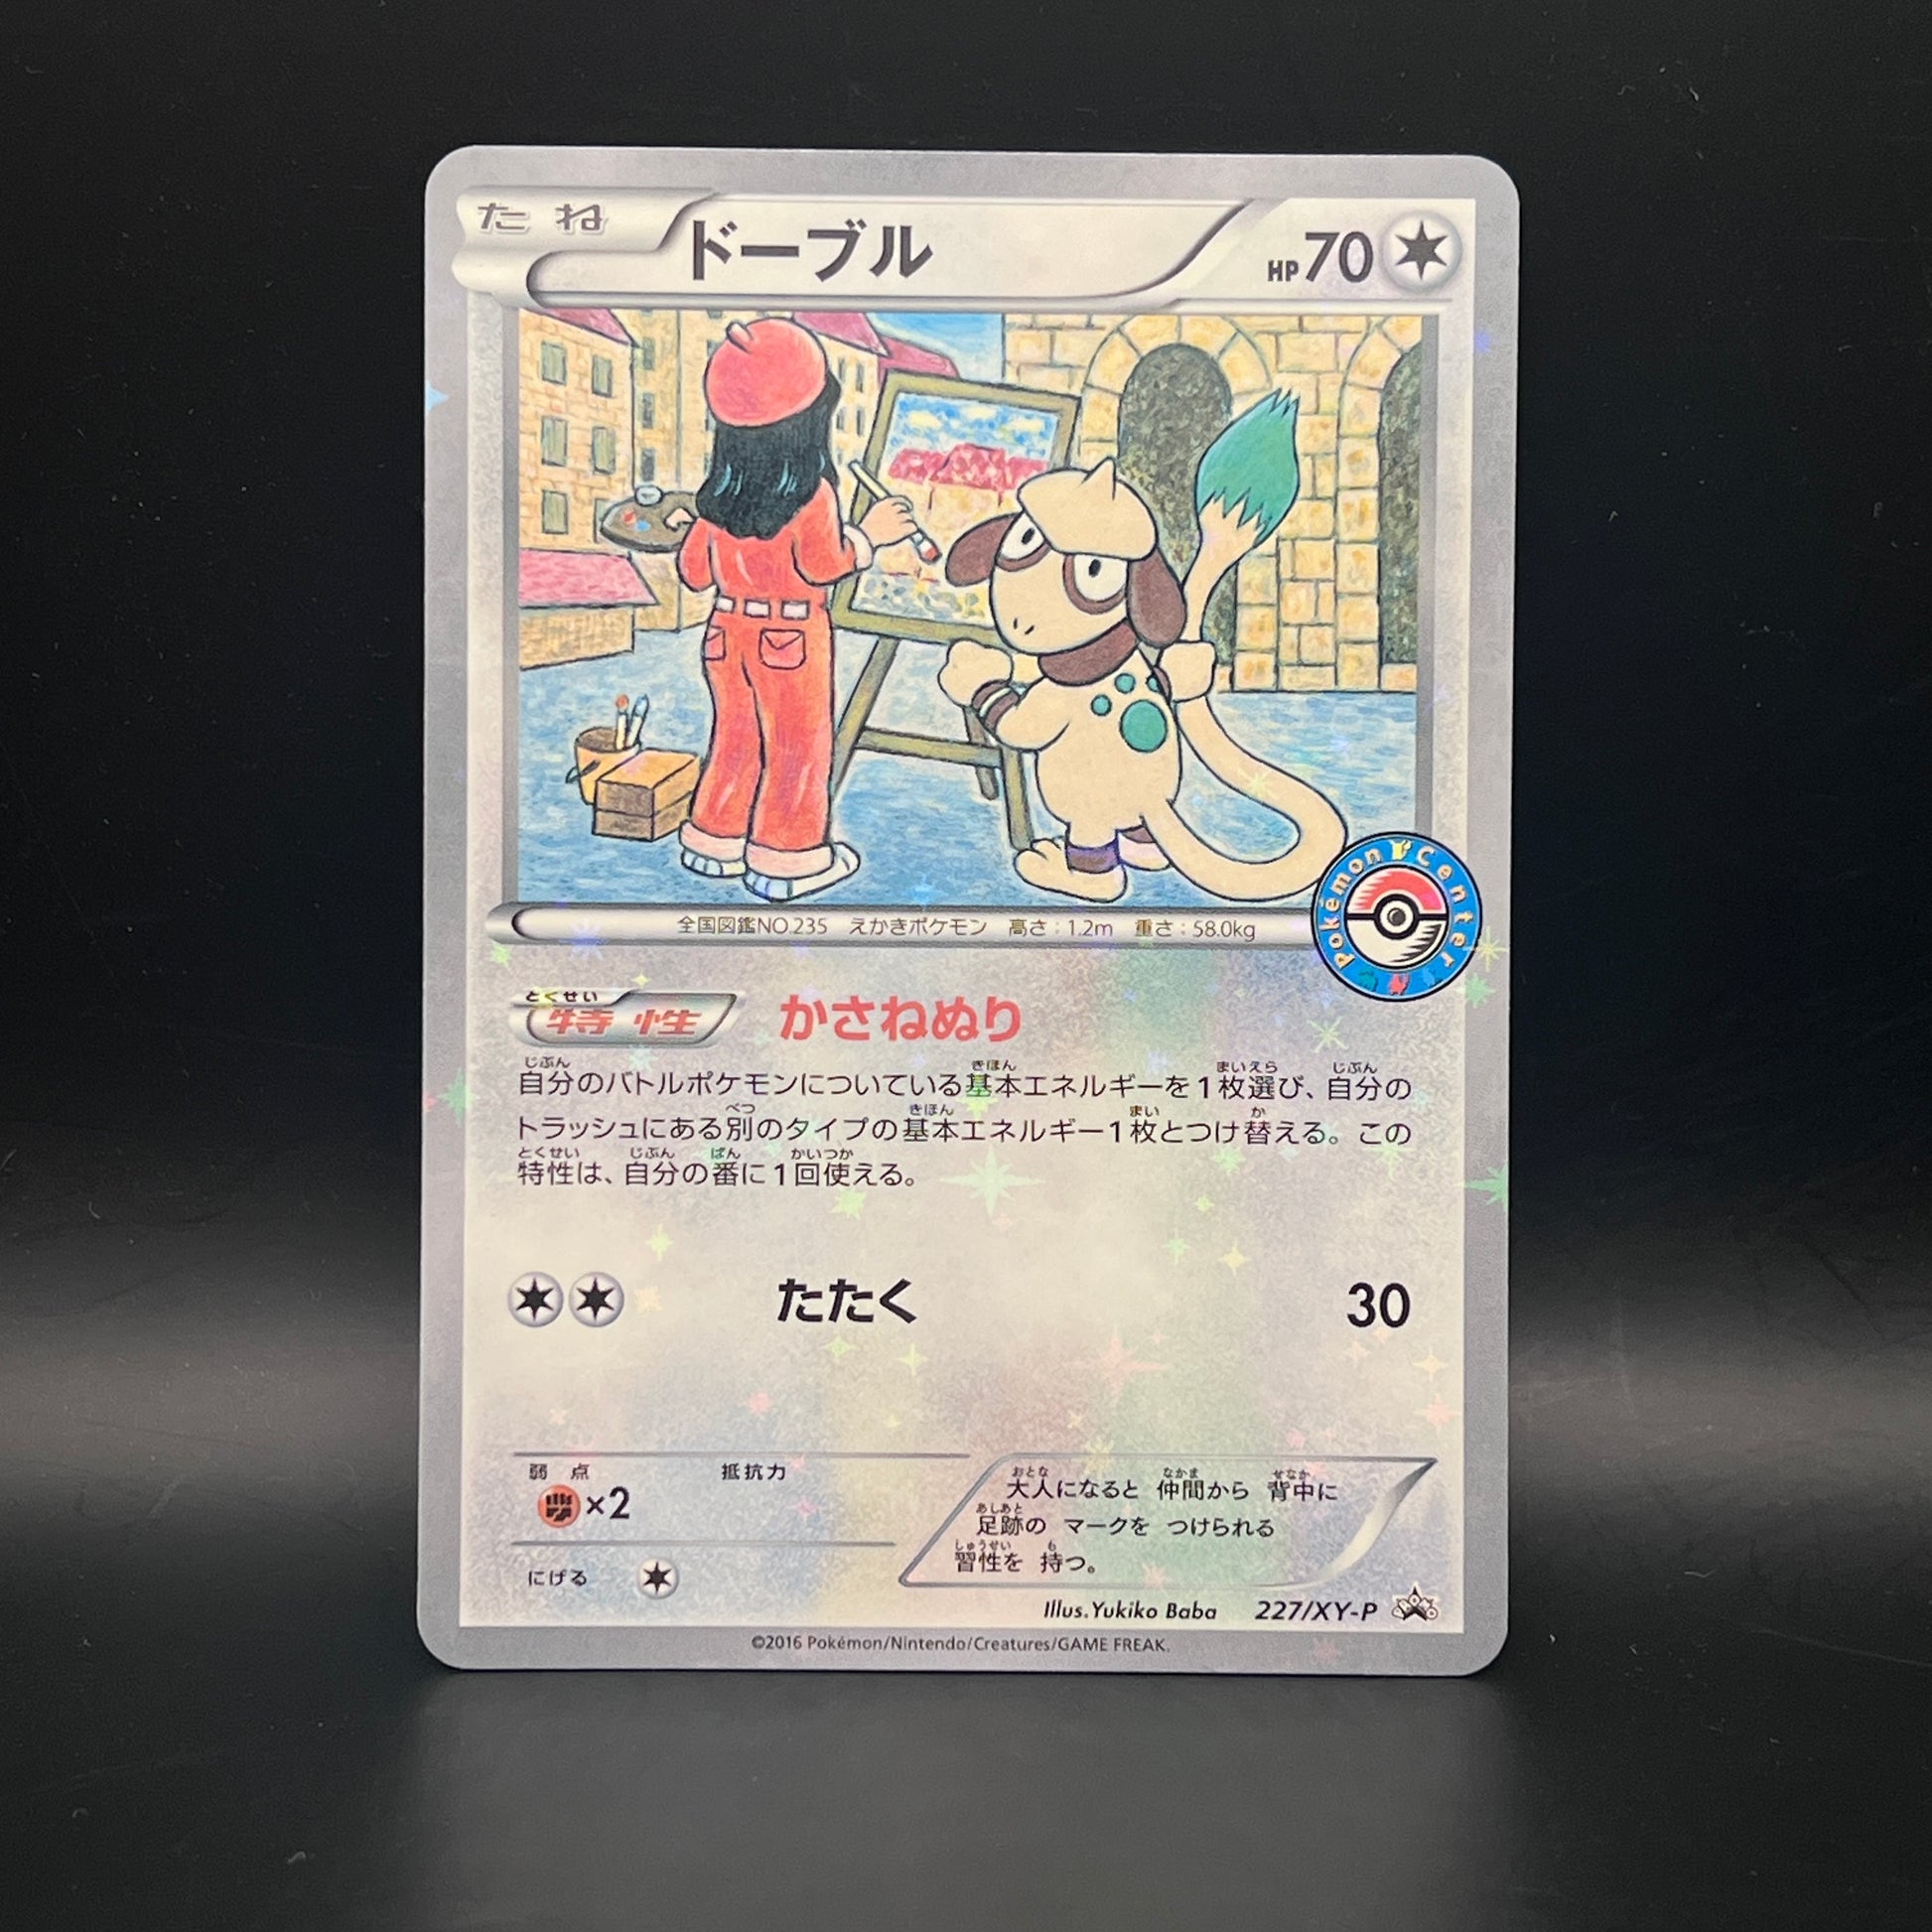 たね
ドーブル
HP70
全国図鑑NO.235 えかきポケモン 高さ：1.2m 重さ：58.0kg
Pokémon Center
とくせい
特性 かさねぬり
じぶん きほん まいえら じぶん
自分のバトルポケモンについている基本エネルギーを1枚選び、自分の
べつ きほん まい か
トラッシュにある別のタイプの基本エネルギー1枚とつけ替える。この
とくせい じぶん ばん かいつか
特性は、自分の番に1回使える。
たたく 30
弱点 抵抗力
×2
にげる
おとな なかま せなか
大人になると 仲間から 背中に
あしあと
足跡の マークを つけられる
しゅうせい も
習性を 持つ。
Illus.Yukiko Baba 227/XY-P
©2016 Pokémon/Nintendo/Creatures/GAME FREAK.